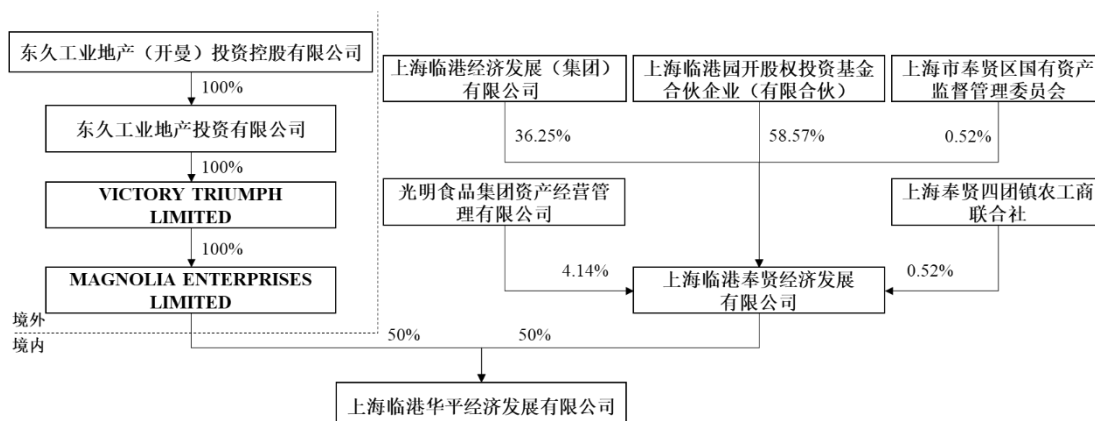 东久工业地产（开曼）投资控股有限公司
100%
东久工业地产投资有限公司
100%
VICTORY TRIUMPH
LIMITED
100%
MAGNOLIA ENTERPRISES
LIMITED
境外
境内
上海临港经济发展（集团）
有限公司
上海临港园开股权投资基金
合伙企业（有限合伙）
上海市奉贤区国有资产
监督管理委员会
36.25%
58.57%
0.52%
光明食品集团资产经营管
理有限公司
上海奉贤四团镇农工商
联合社
4.14%
0.52%
上海临港奉贤经济发展
有限公司
50%
50%
上海临港华平经济发展有限公司